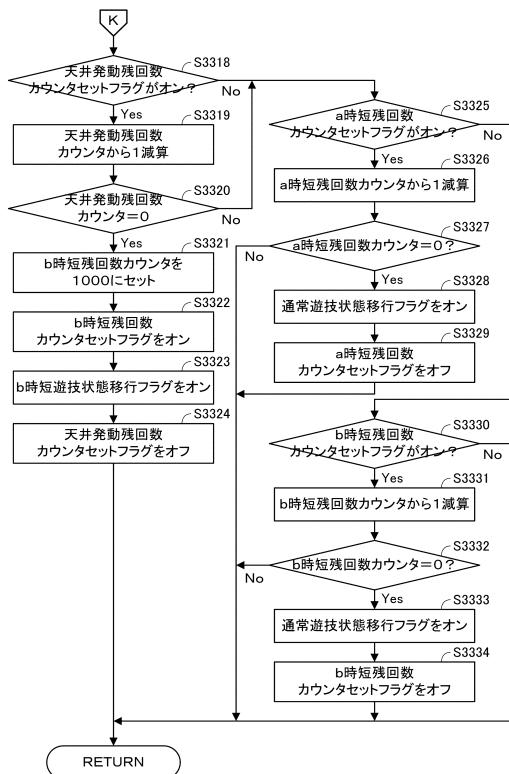 K
S3318
天井発動残回数
カウンタセットフラグがオン？
No
Yes
S3319
天井発動残回数
カウンタから1減算
S3320
天井発動残回数
カウンタ＝0
No
Yes
S3321
b時短残回数カウンタを
1000にセット
S3322
b時短残回数
カウンタセットフラグをオン
S3323
b時短遊技状態移行フラグをオン
S3324
天井発動残回数
カウンタセットフラグをオフ
S3325
a時短残回数
カウンタセットフラグがオン？
No
Yes
S3326
a時短残回数カウンタから1減算
S3327
a時短残回数カウンタ＝0？
No
Yes
S3328
通常遊技状態移行フラグをオン
S3329
a時短残回数
カウンタセットフラグをオフ
S3330
b時短残回数
カウンタセットフラグがオン？
No
Yes
S3331
b時短残回数カウンタから1減算
S3332
b時短残回数カウンタ＝0？
No
Yes
S3333
通常遊技状態移行フラグをオン
S3334
b時短残回数
カウンタセットフラグをオフ
RETURN